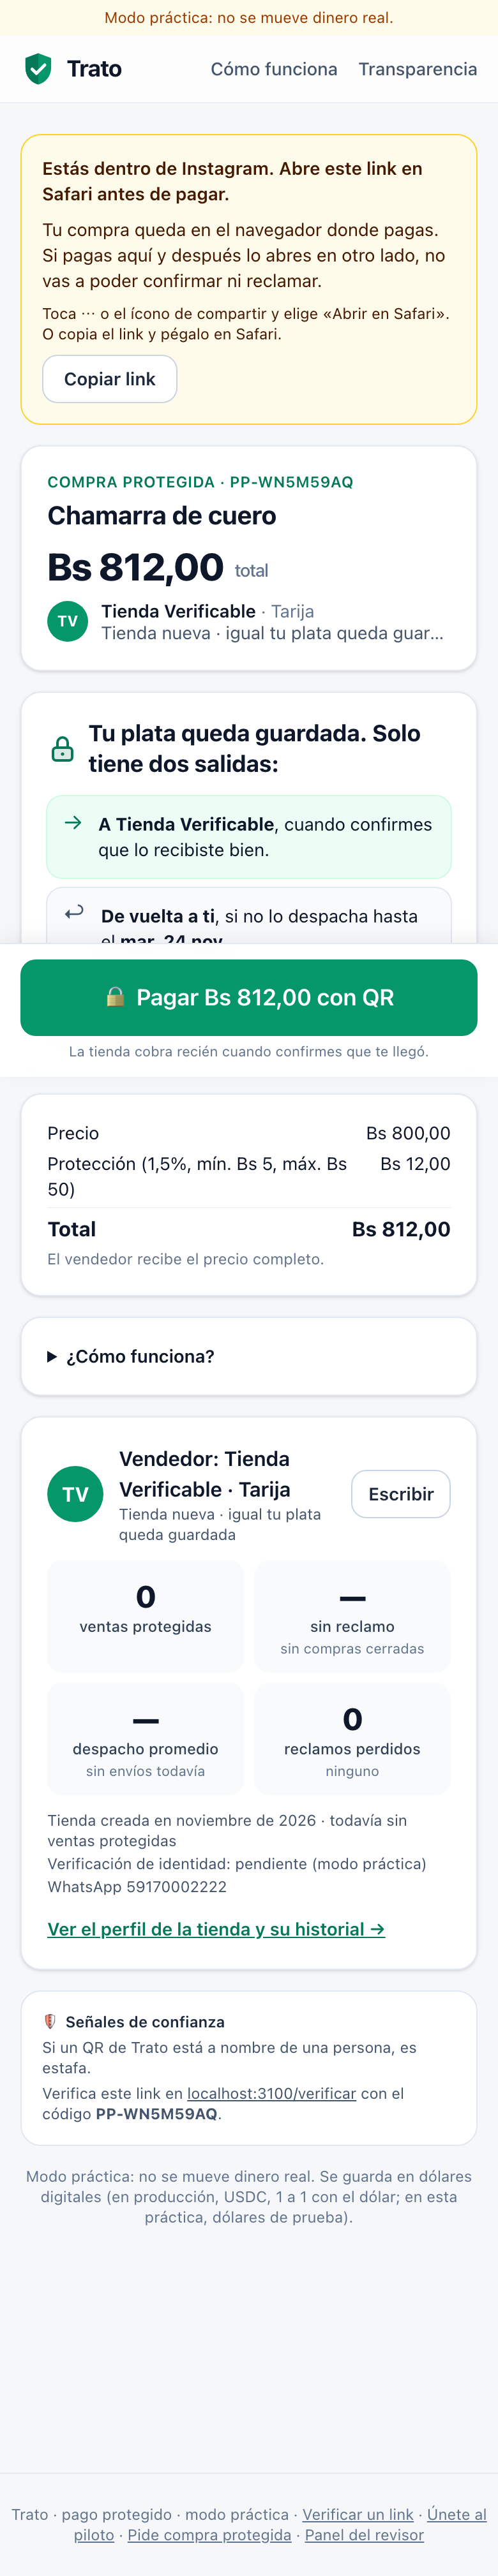 Modo práctica: no se mueve dinero real.
Trato
Cómo funciona Transparencia
Estás dentro de Instagram. Abre este link en
Safari antes de pagar.
Tu compra queda en el navegador donde pagas.
Si pagas aquí y después lo abres en otro lado, no
vas a poder confirmar ni reclamar.
Toca ··· o el ícono de compartir y elige «Abrir en Safari».
O copia el link y pégalo en Safari.
Copiar link
COMPRA PROTEGIDA · PP-WN5M59AQ
Chamarra de cuero
Bs 812,00 total
TV
Tienda Verificable · Tarija
Tienda nueva · igual tu plata queda guar...
Tu plata queda guardada. Solo
tiene dos salidas:
→ A Tienda Verificable, cuando confirmes
que lo recibiste bien.
De vuelta a ti, si no lo despacha hasta
el mar, 24 nov
Pagar Bs 812,00 con QR
La tienda cobra recién cuando confirmes que te llegó.
Precio Bs 800,00
Protección (1,5%, mín. Bs 5, máx. Bs Bs 12,00
50)
Total Bs 812,00
El vendedor recibe el precio completo.
¿Cómo funciona?
TV
Vendedor: Tienda
Verificable · Tarija
Tienda nueva · igual tu plata
queda guardada
Escribir
0
ventas protegidas
—
sin reclamo
sin compras cerradas
—
despacho promedio
sin envíos todavía
0
reclamos perdidos
ninguno
Tienda creada en noviembre de 2026 · todavía sin
ventas protegidas
Verificación de identidad: pendiente (modo práctica)
WhatsApp 59170002222
Ver el perfil de la tienda y su historial →
Señales de confianza
Si un QR de Trato está a nombre de una persona, es
estafa.
Verifica este link en localhost:3100/verificar con el
código PP-WN5M59AQ.
Modo práctica: no se mueve dinero real. Se guarda en dólares
digitales (en producción, USDC, 1 a 1 con el dólar; en esta
práctica, dólares de prueba).
Trato · pago protegido · modo práctica · Verificar un link · Únete al
piloto · Pide compra protegida · Panel del revisor